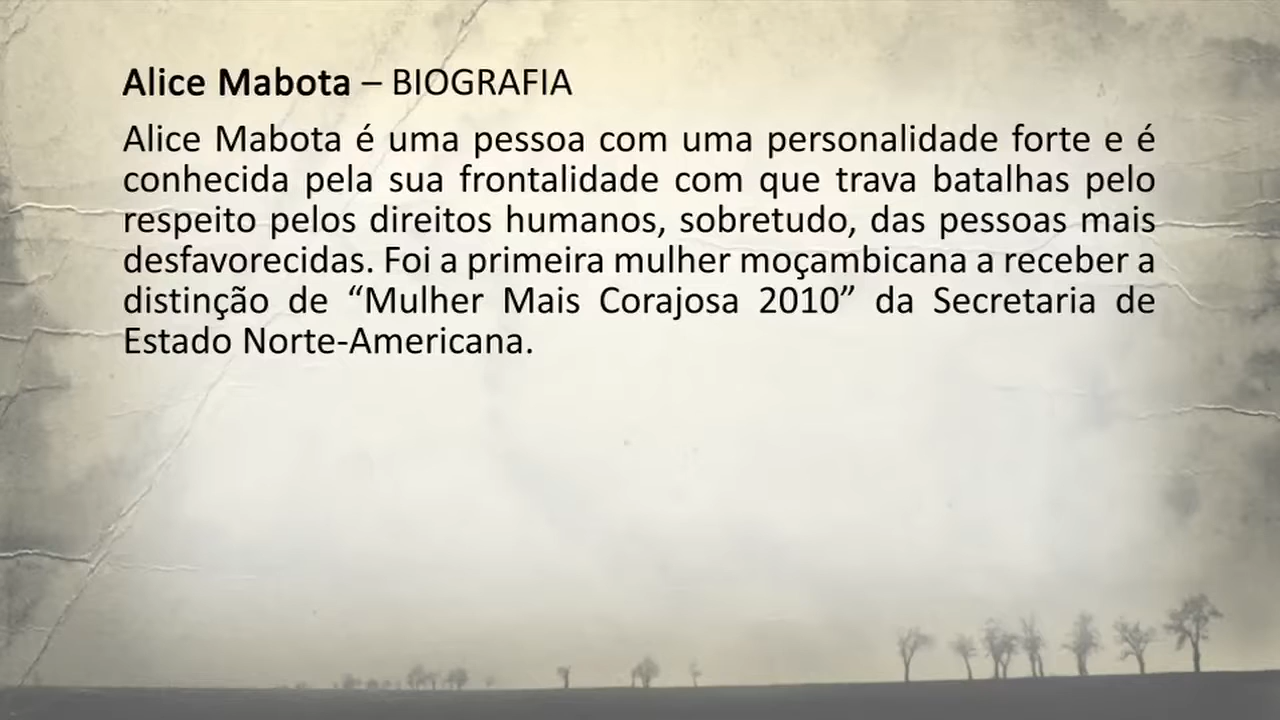 Alice Mabota – BIOGRAFIA
Alice Mabota é uma pessoa com uma personalidade forte e é
conhecida pela sua frontalidade com que trava batalhas pelo
respeito pelos direitos humanos, sobretudo, das pessoas mais
desfavorecidas. Foi a primeira mulher moçambicana a receber a
distinção de “Mulher Mais Corajosa 2010” da Secretaria de
Estado Norte-Americana.